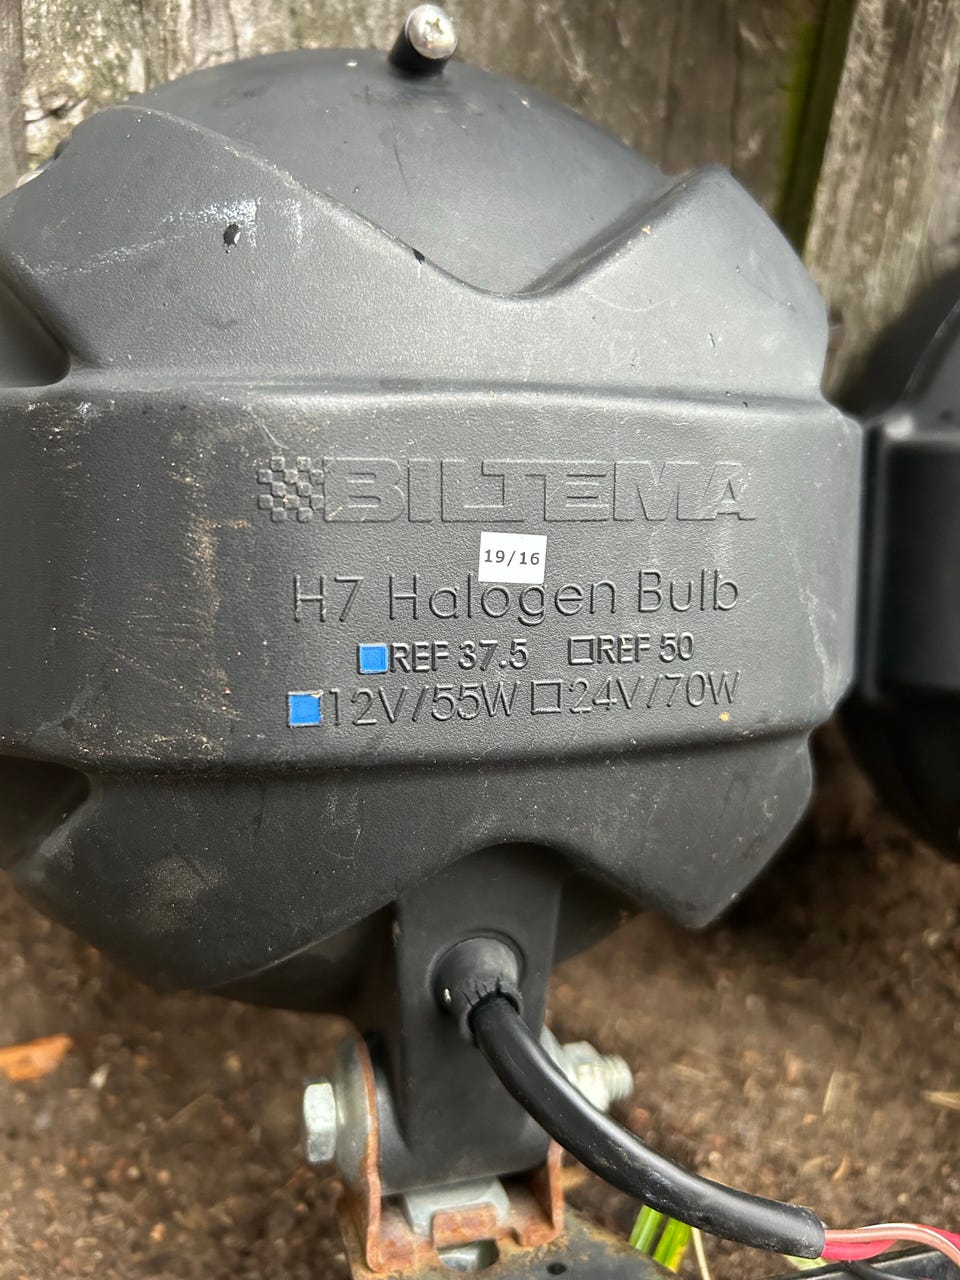 BILTEMA
19/16
H7 Halogen Bulb
REF 37.5 REF 50
12V/55W 24V/70W